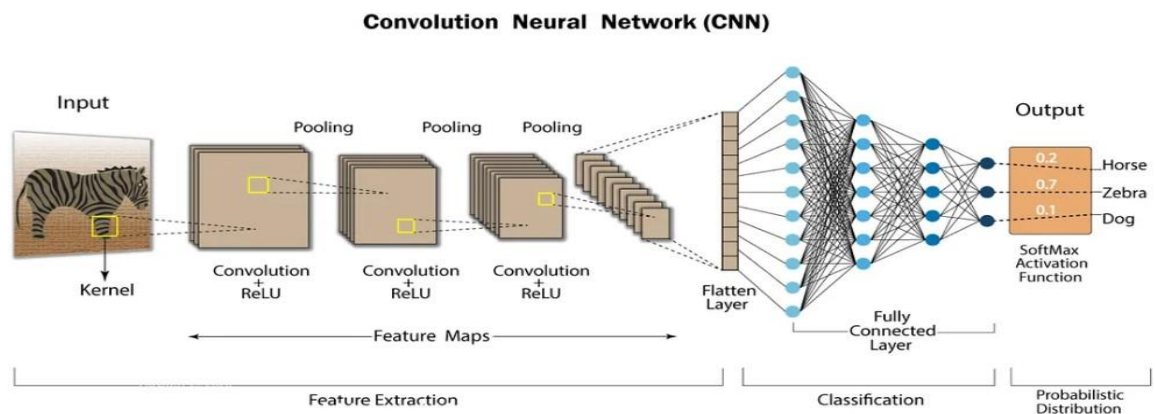 Convolution Neural Network (CNN)
Input
Output
Pooling
Pooling
Pooling
0.2
Horse
0.7
Zebra
0.1
Dog
Kernel
Convolution
+
ReLU
Convolution
+
ReLU
Convolution
+
ReLU
Flatten
Layer
SoftMax
Activation
Function
Feature Maps
Fully
Connected
Layer
Feature Extraction
Classification
Probabilistic
Distribution